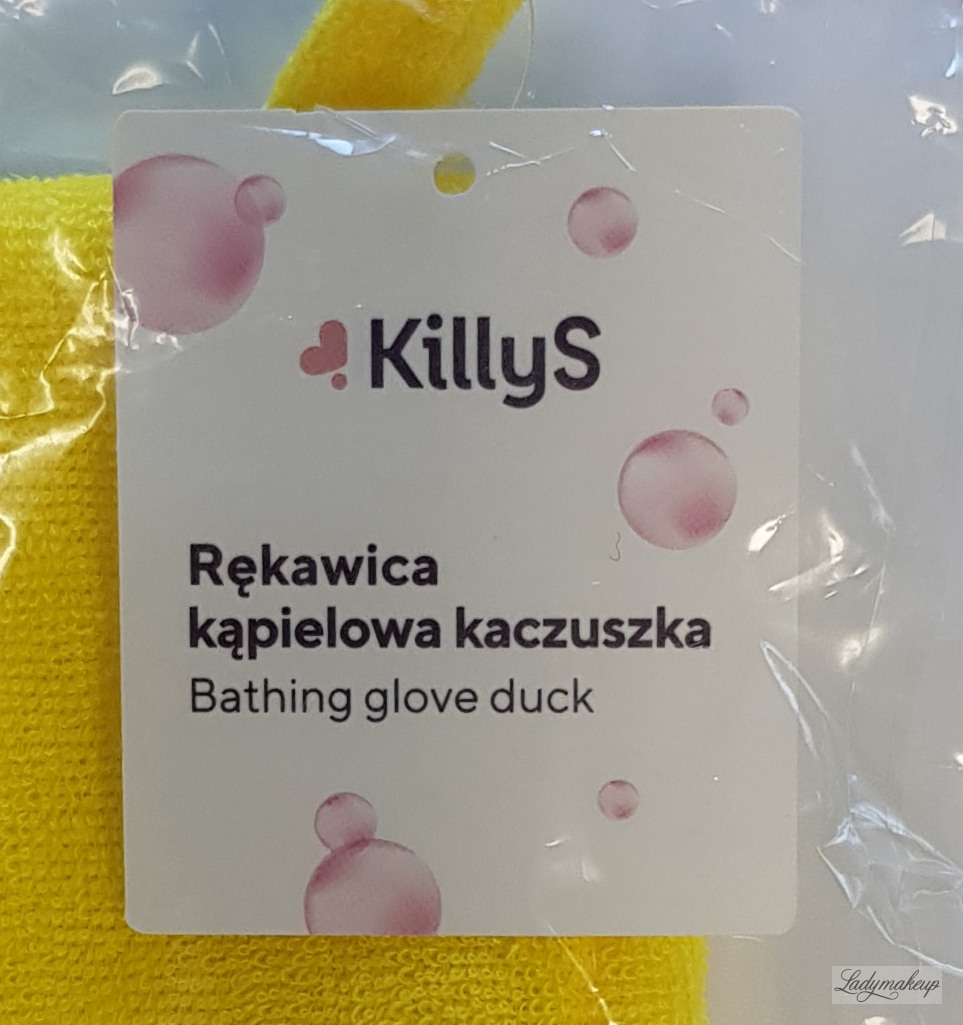 KillyS
Rękawica
kąpielowa kaczuszka
Bathing glove duck
Ladymakeup